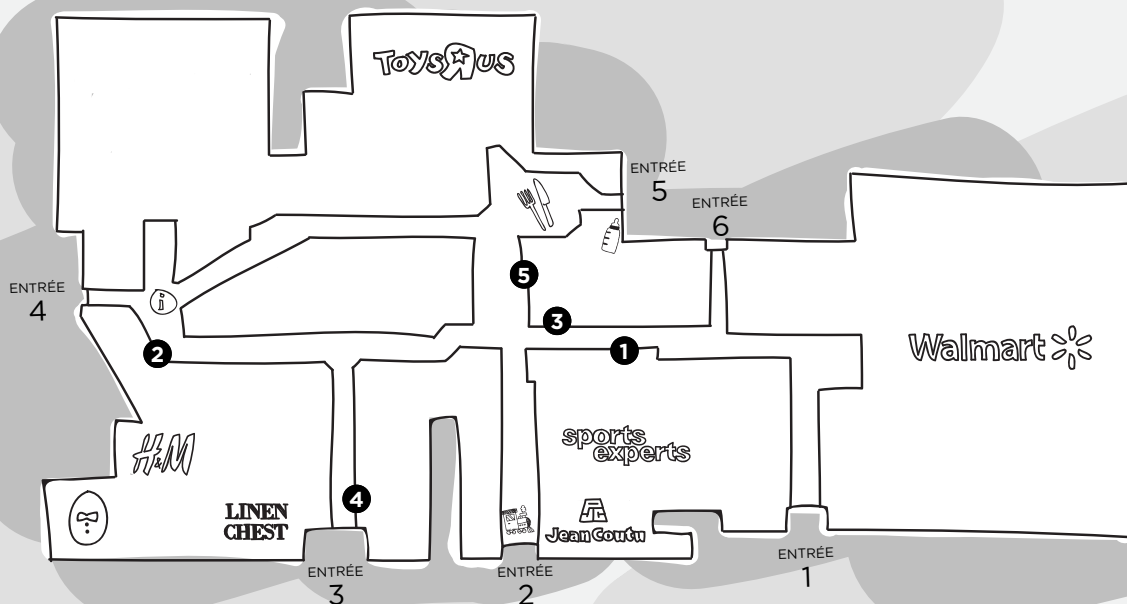 TOYS R US
ENTRÉE
5
ENTRÉE
6
ENTRÉE
4
i
5
3
2
1
Walmart
H&M
sports
experts
4
LINEN
CHEST
Jean Coutu
ENTRÉE
3
ENTRÉE
2
ENTRÉE
1